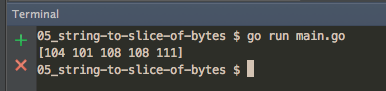 Terminal
05_string-to-slice-of-bytes $ go run main.go
[104 101 108 108 111]
05_string-to-slice-of-bytes $